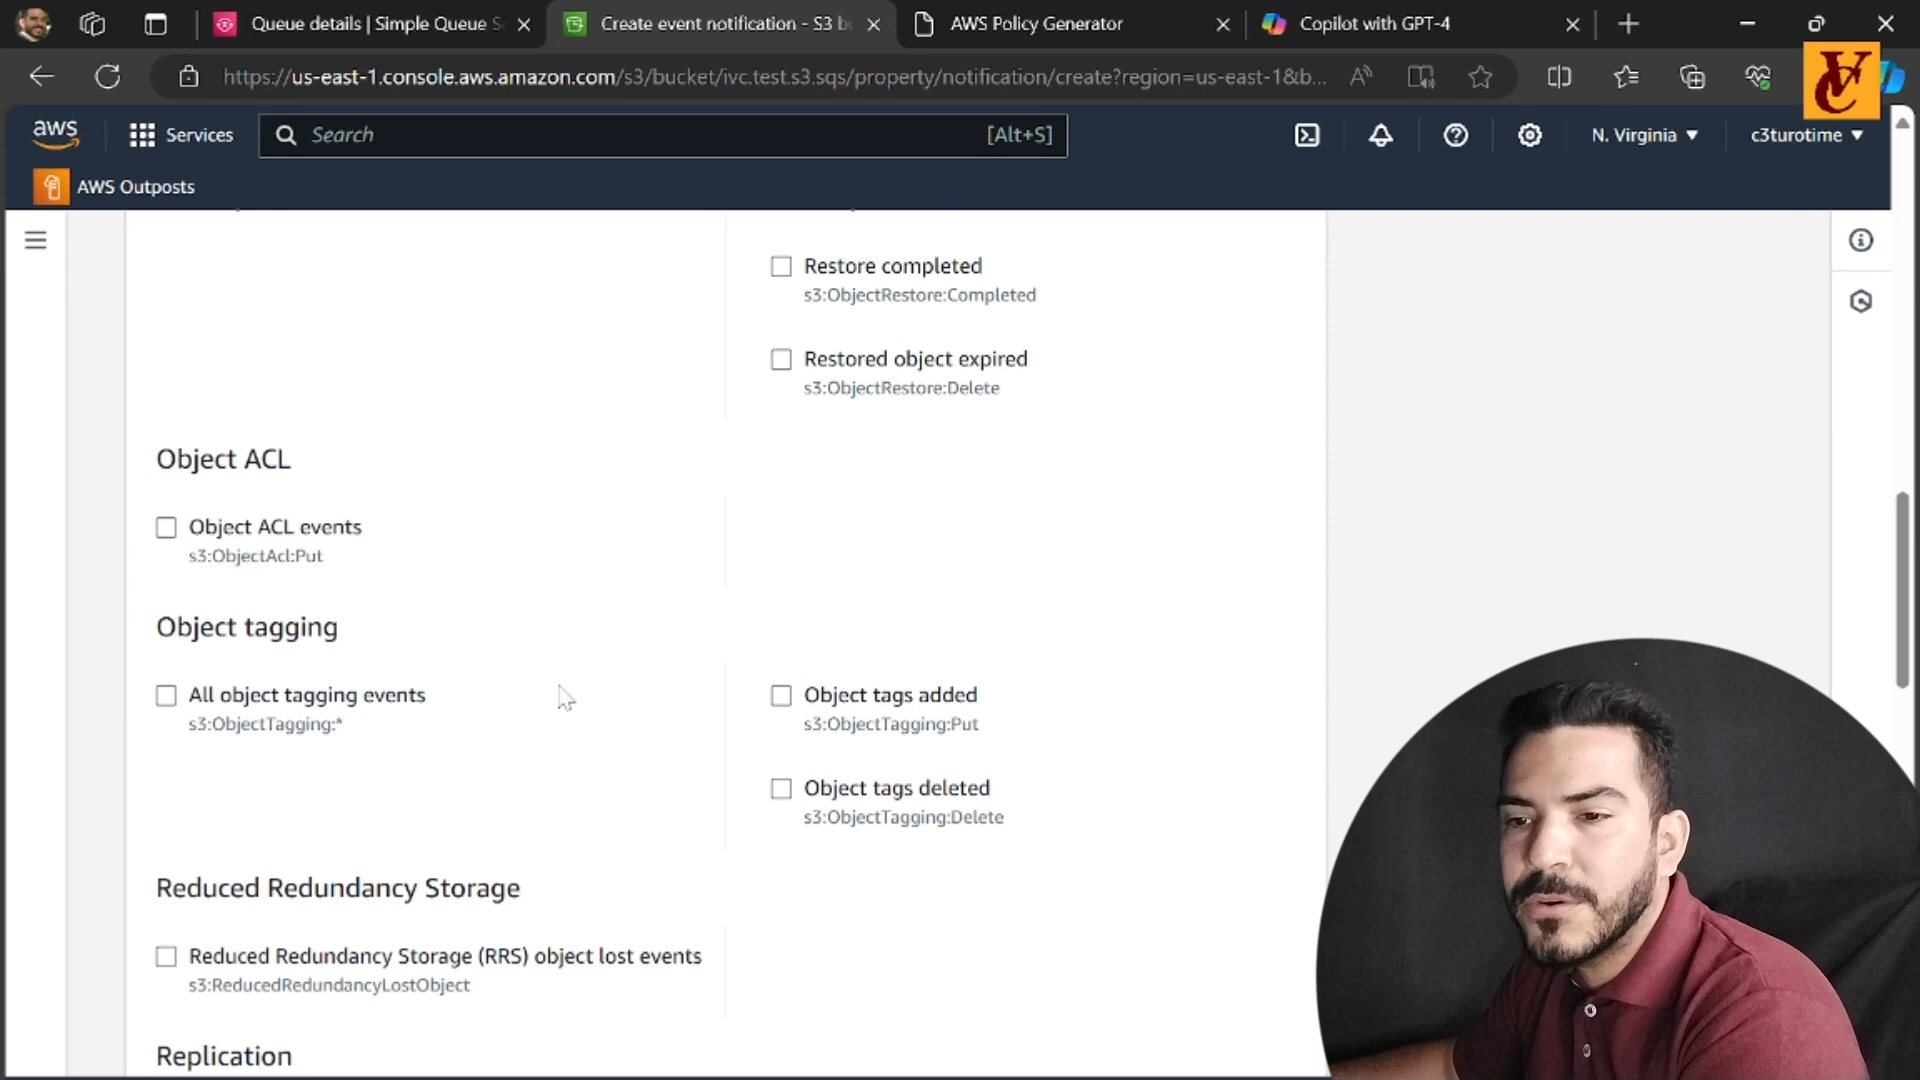 Queue details | Simple Queue S
Create event notification - S3 b
AWS Policy Generator
Copilot with GPT-4
https://us-east-1.console.aws.amazon.com/s3/bucket/ivc.test.s3.sqs/property/notification/create?region=us-east-1&b...
aws
Services
Search
[Alt+S]
N. Virginia
c3turotime
AWS Outposts
Restore completed
s3:ObjectRestore:Completed
Restored object expired
s3:ObjectRestore:Delete
Object ACL
Object ACL events
s3:ObjectAcl:Put
Object tagging
All object tagging events
s3:ObjectTagging:*
Object tags added
s3:ObjectTagging:Put
Object tags deleted
s3:ObjectTagging:Delete
Reduced Redundancy Storage
Reduced Redundancy Storage (RRS) object lost events
s3:ReducedRedundancyLostObject
Replication